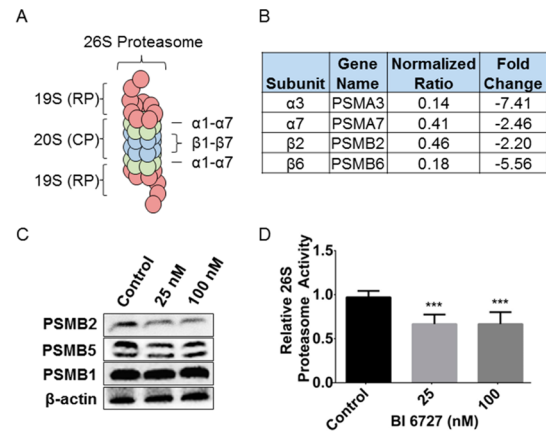 A
26S Proteasome
19S (RP)
20S (CP)
19S (RP)
α1-α7
β1-β7
α1-α7
B
Subunit Gene Name Normalized Ratio Fold Change
α3 PSMA3 0.14 -7.41
α7 PSMA7 0.41 -2.46
β2 PSMB2 0.46 -2.20
β6 PSMB6 0.18 -5.56
C
Control 25 nM 100 nM
PSMB2
PSMB5
PSMB1
β-actin
D
Relative 26S
Proteasome Activity
1.5
1.0
0.5
0.0
*** ***
Control 25 100
BI 6727 (nM)